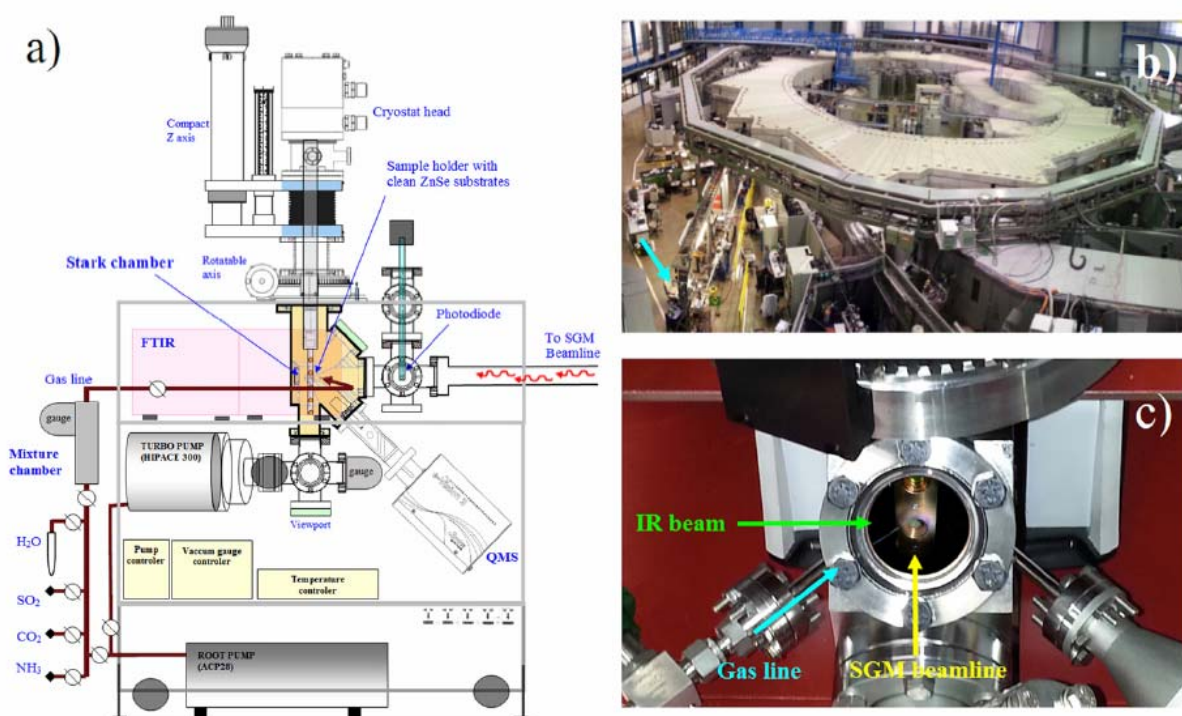 a)
Compact
Z axis
Cryostat head
Sample holder with
clean ZnSe substrates
Stark chamber
Rotatable
axis
Photodiode
To SGM
Beamline
FTIR
Gas line
gauge
Mixture
chamber
TURBO PUMP
(HIPACE 300)
gauge
Viewport
QMS
H2O
SO2
CO2
NH3
Pump
controler
Vaccum gauge
controler
Temperature
controler
ROOT PUMP
(ACP28)
b)
c)
IR beam
Gas line
SGM beamline